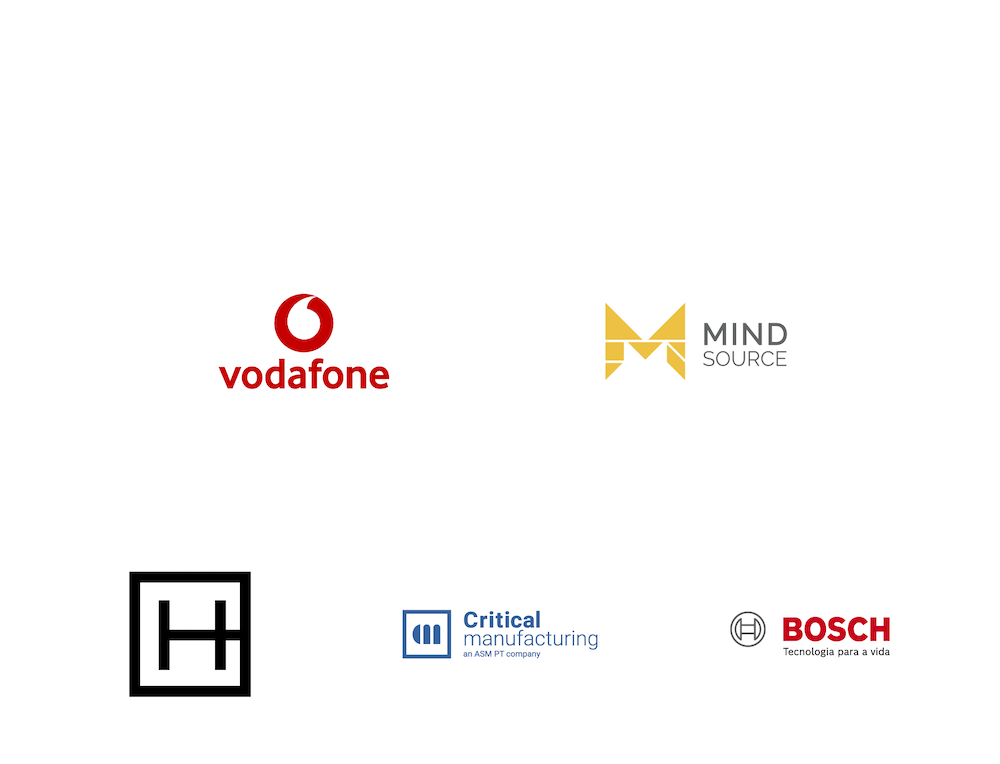 vodafone
MIND
SOURCE
H
Critical
manufacturing
an ASM PT company
BOSCH
Tecnologia para a vida